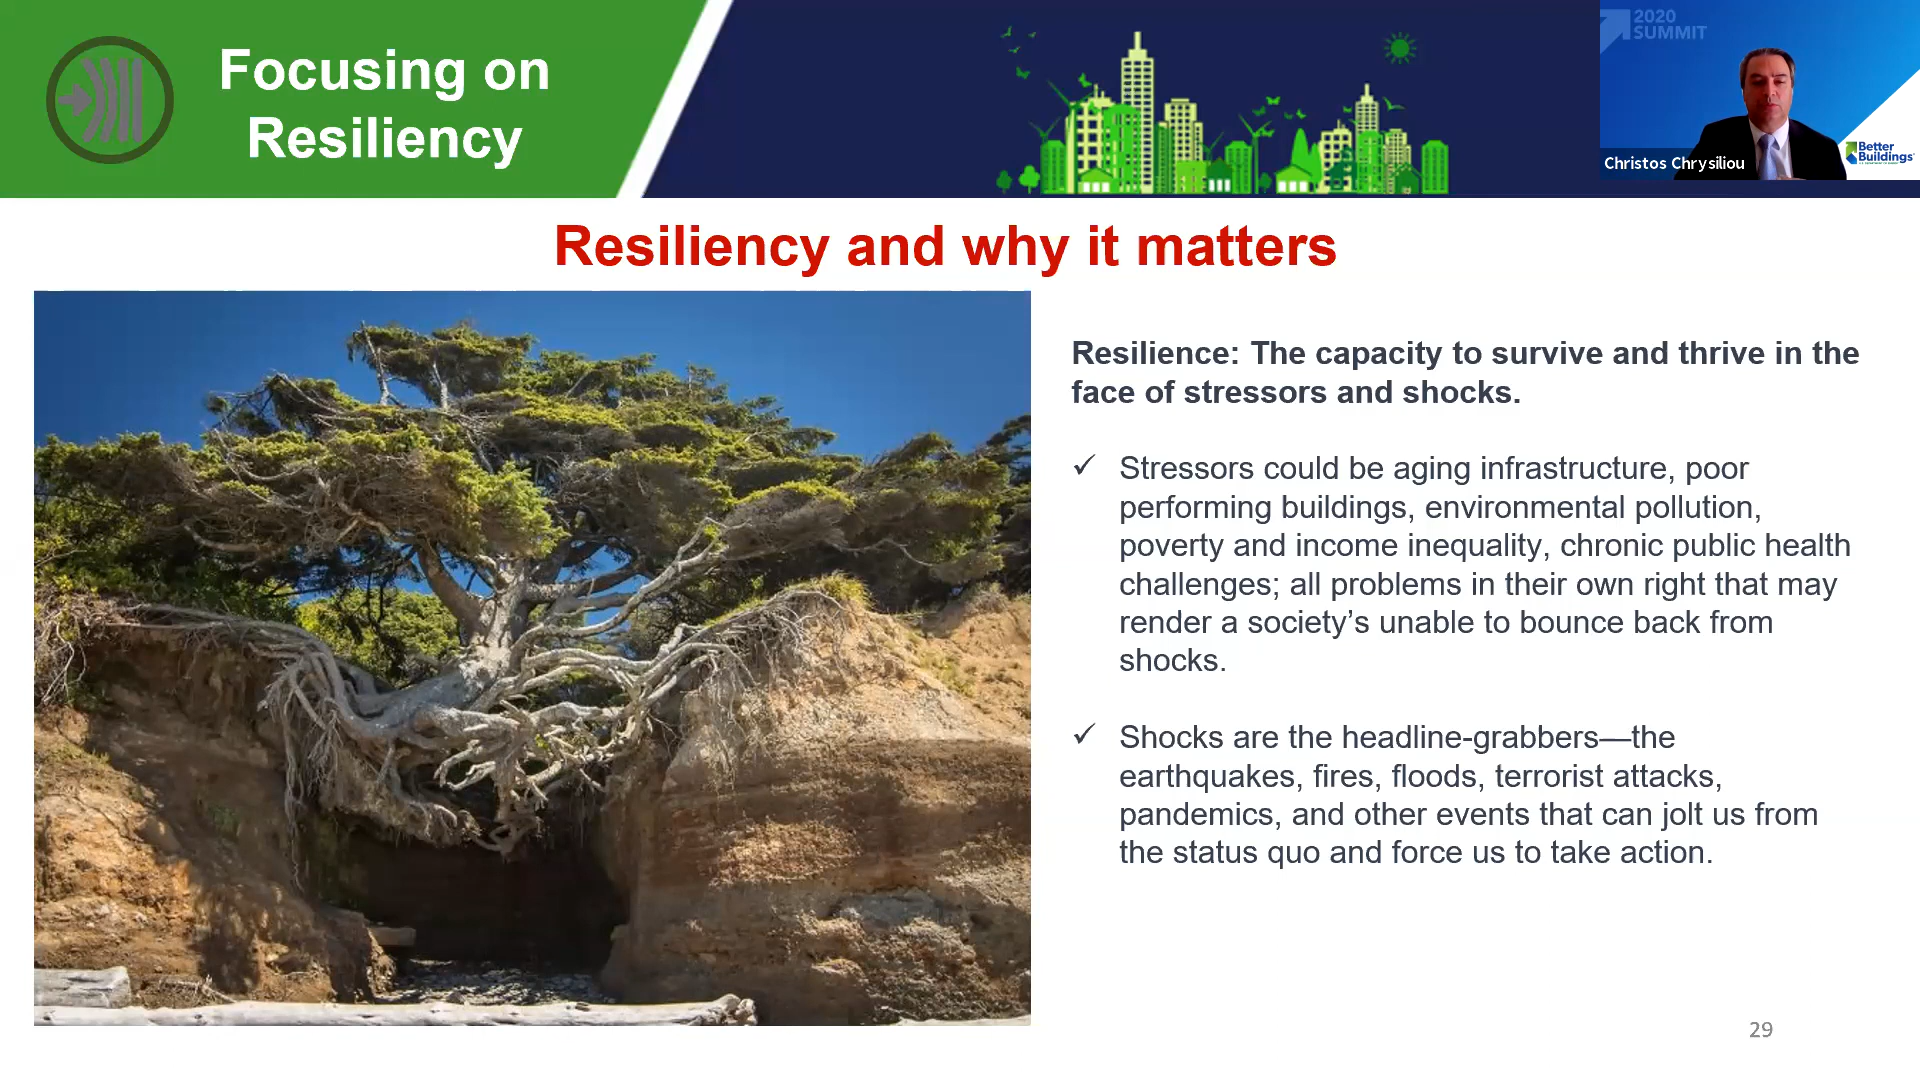 Focusing on
Resiliency
2020
SUMMIT
Christos Chrysiliou
Better
Buildings
Resiliency and why it matters
Resilience: The capacity to survive and thrive in the
face of stressors and shocks.
✓ Stressors could be aging infrastructure, poor
performing buildings, environmental pollution,
poverty and income inequality, chronic public health
challenges; all problems in their own right that may
render a society’s unable to bounce back from
shocks.
✓ Shocks are the headline-grabbers—the
earthquakes, fires, floods, terrorist attacks,
pandemics, and other events that can jolt us from
the status quo and force us to take action.
29